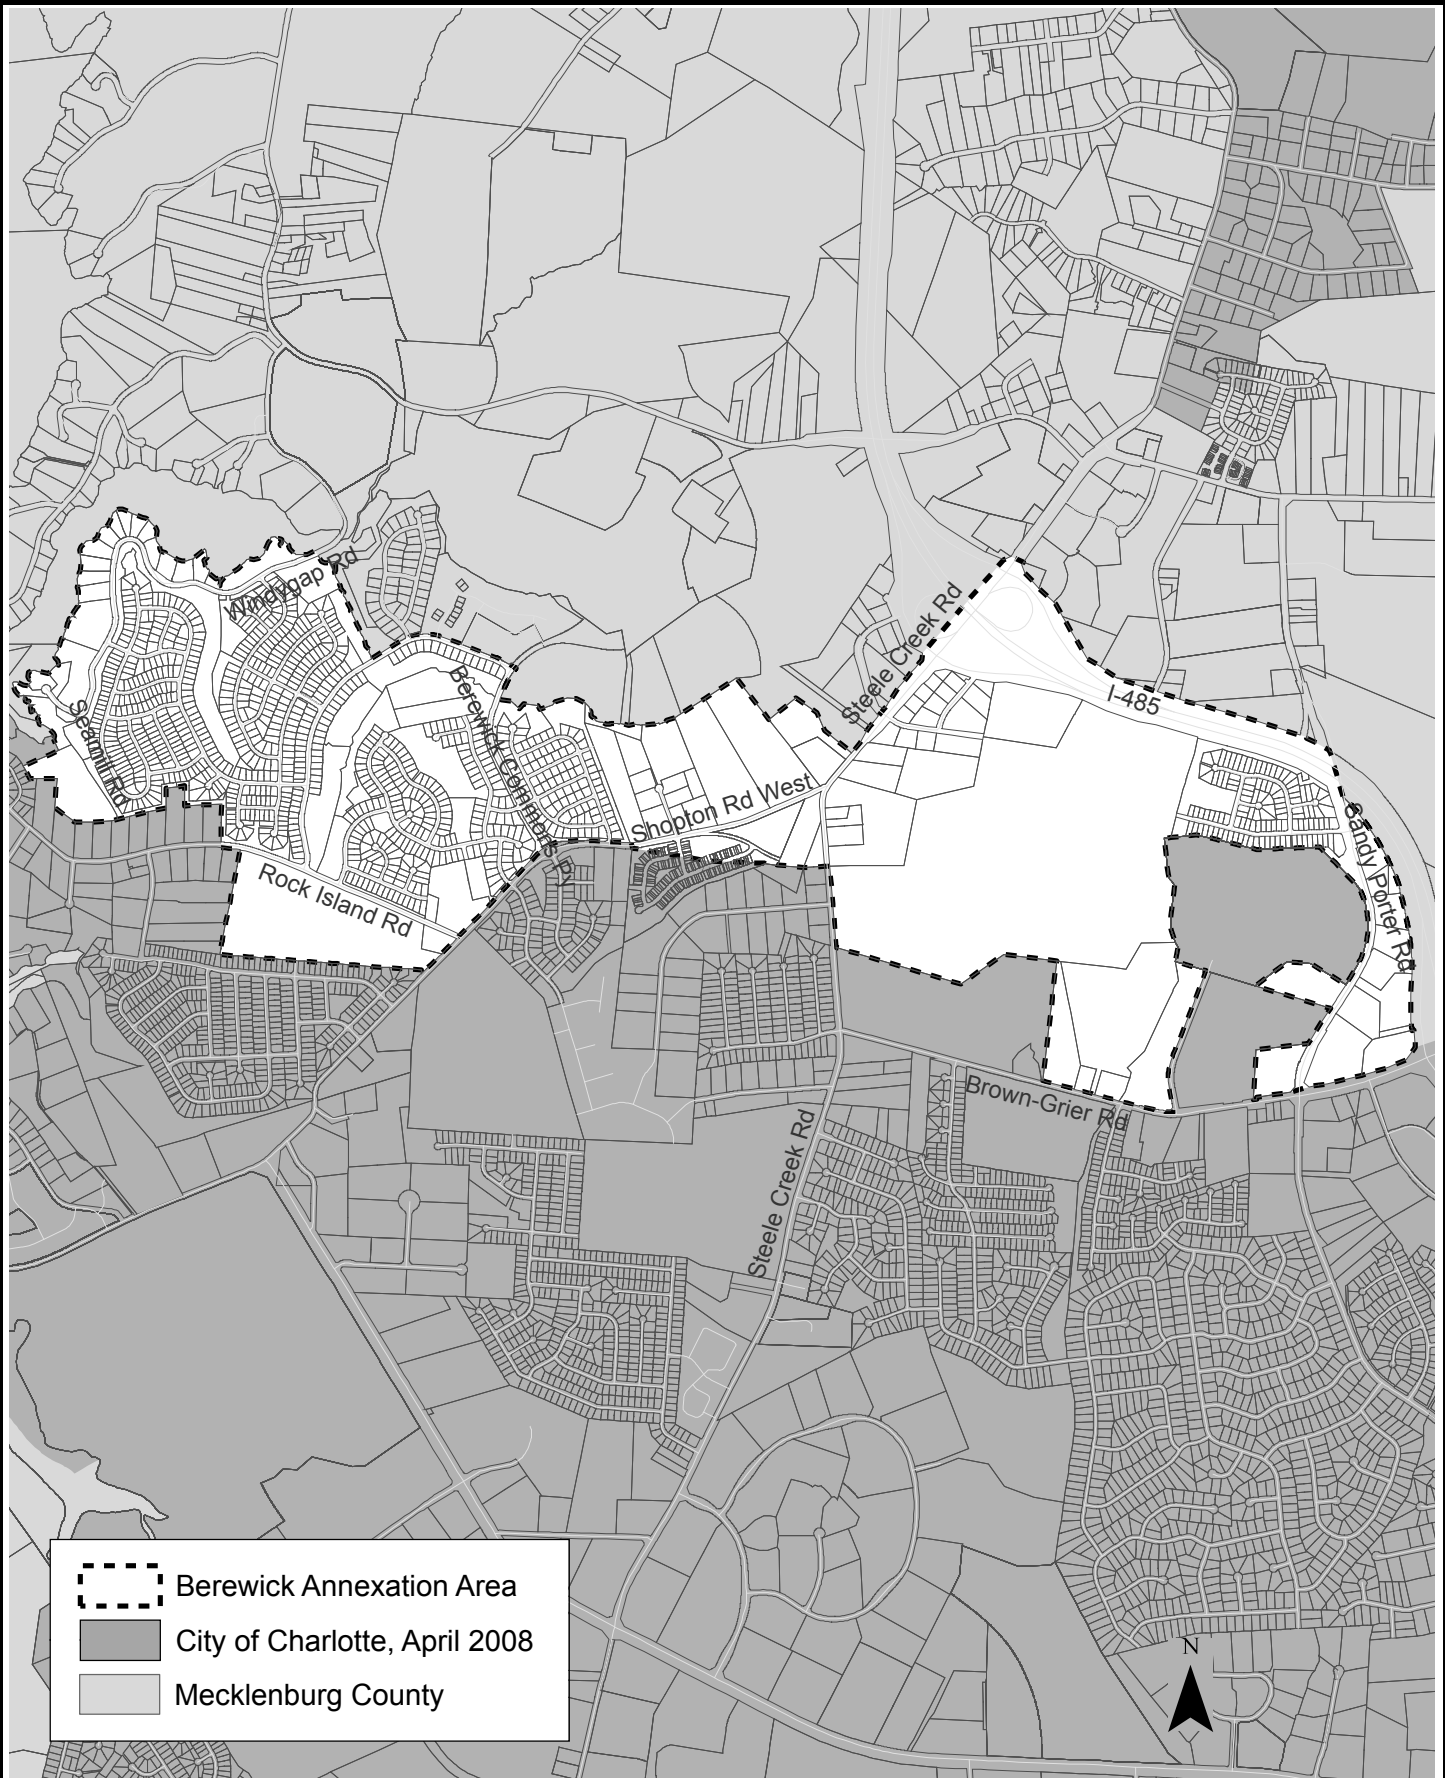 Windygap Rd
Steele Creek Rd
I-485
Berewick Commons Py
Seamill Rd
Shopton Rd West
Sandy Porter Rd
Rock Island Rd
Brown-Grier Rd
Steele Creek Rd
Berewick Annexation Area
City of Charlotte, April 2008
Mecklenburg County
N